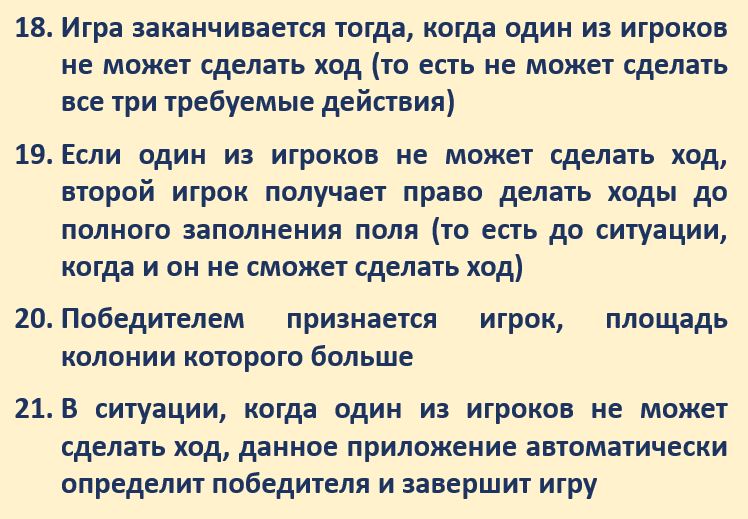 18. Игра заканчивается тогда, когда один из игроков
не может сделать ход (то есть не может сделать
все три требуемые действия)
19. Если один из игроков не может сделать ход,
второй игрок получает право делать ходы до
полного заполнения поля (то есть до ситуации,
когда и он не сможет сделать ход)
20. Победителем признается игрок, площадь
колонии которого больше
21. В ситуации, когда один из игроков не может
сделать ход, данное приложение автоматически
определит победителя и завершит игру